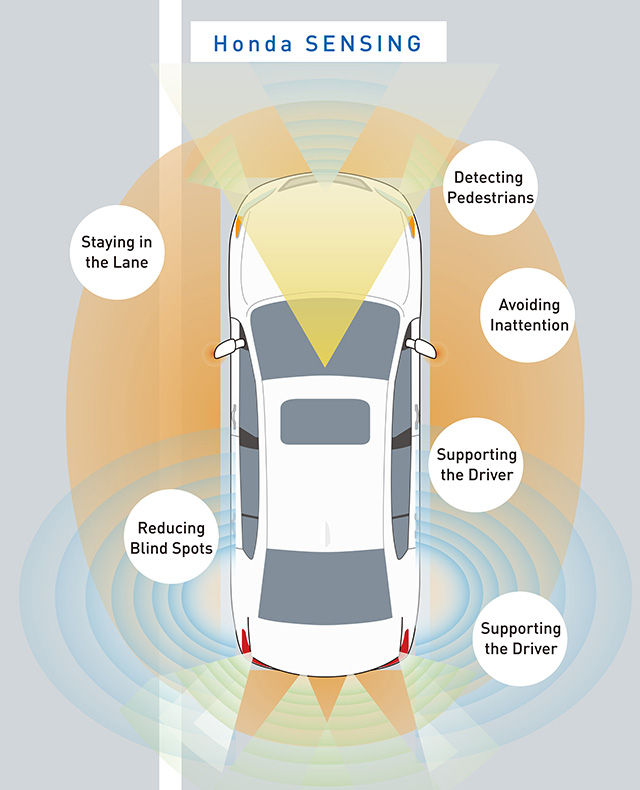 Honda SENSING
Detecting
Pedestrians
Staying in
the Lane
Avoiding
Inattention
Supporting
the Driver
Reducing
Blind Spots
Supporting
the Driver